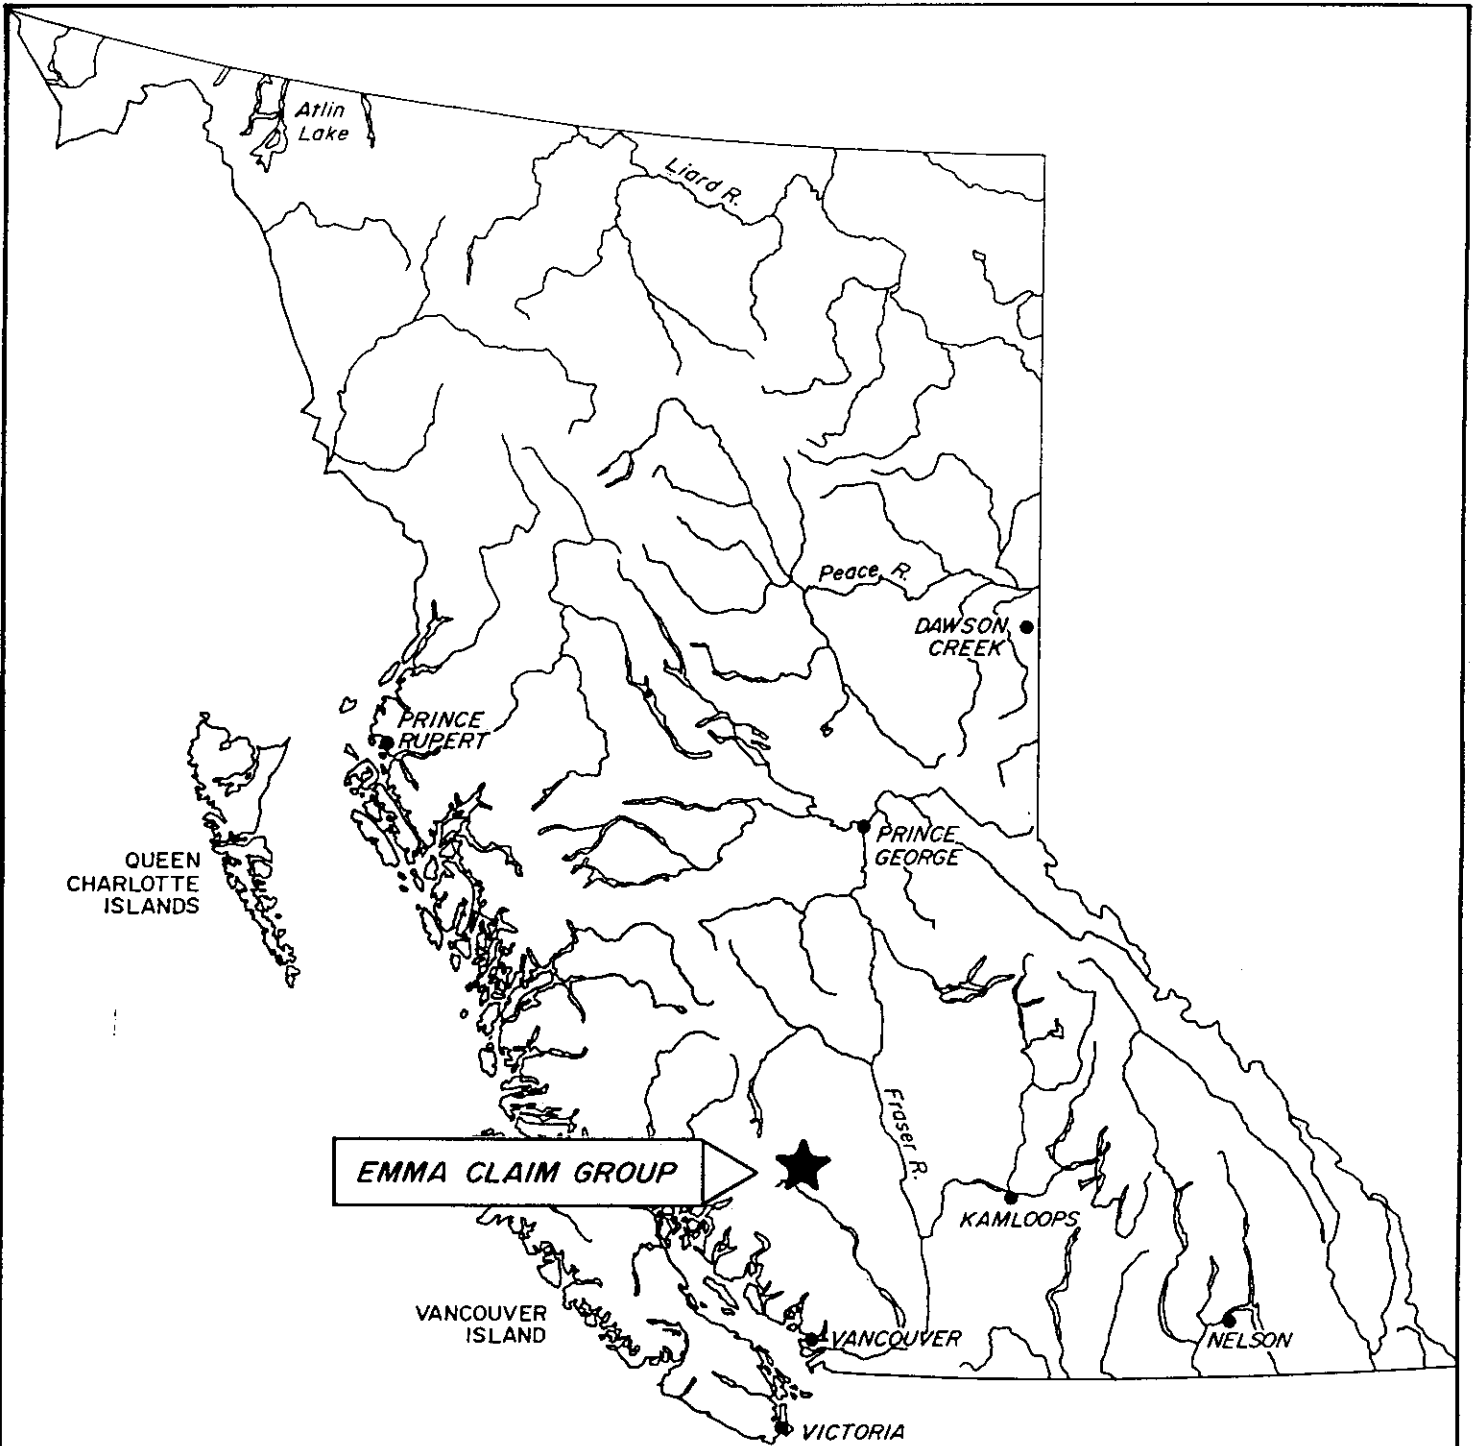 Atlin
Lake
Liard R.
Peace R.
DAWSON
CREEK
PRINCE
RUPERT
PRINCE
GEORGE
QUEEN
CHARLOTTE
ISLANDS
Fraser R.
EMMA CLAIM GROUP
KAMLOOPS
VANCOUVER
ISLAND
VANCOUVER
NELSON
VICTORIA